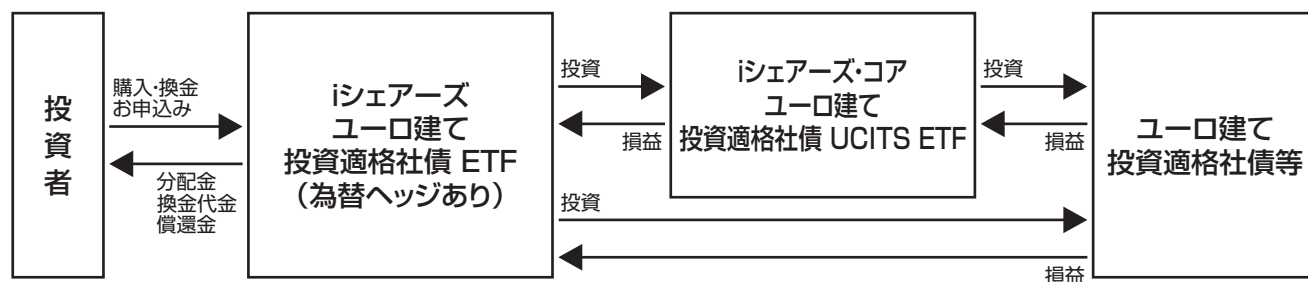 投資者
購入・換金
お申込み
分配金
換金代金
償還金
iシェアーズ
ユーロ建て
投資適格社債 ETF
（為替ヘッジあり）
投資
損益
iシェアーズ・コア
ユーロ建て
投資適格社債 UCITS ETF
投資
損益
投資
損益
ユーロ建て
投資適格社債等